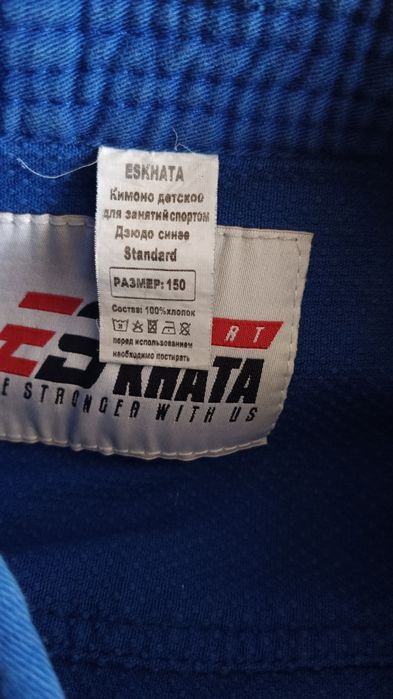 ESKHATA
Кимоно детское
для занятий спортом
Дзюдо синее
Standard
РАЗМЕР: 150
Состав: 100%хлопок
перед использованием
необходимо постирать
ES RT
KHATA
E STRONGER WITH US